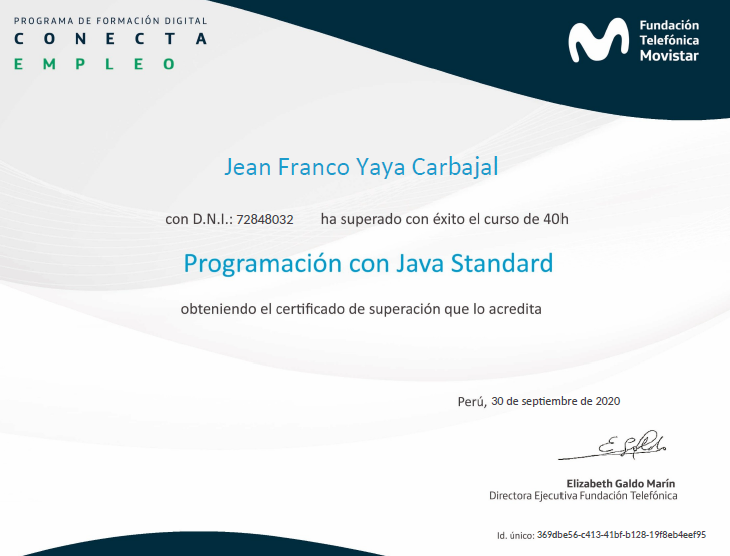 PROGRAMA DE FORMACIÓN DIGITAL
CONECTA
EMPLEO
Fundación
Telefónica
Movistar
Jean Franco Yaya Carbajal
con D.N.I.: 72848032 ha superado con éxito el curso de 40h
Programación con Java Standard
obteniendo el certificado de superación que lo acredita
Perú, 30 de septiembre de 2020
Elizabeth Galdo Marín
Directora Ejecutiva Fundación Telefónica
Id. único: 369dbe56-c413-41bf-b128-19f8eb4eef95